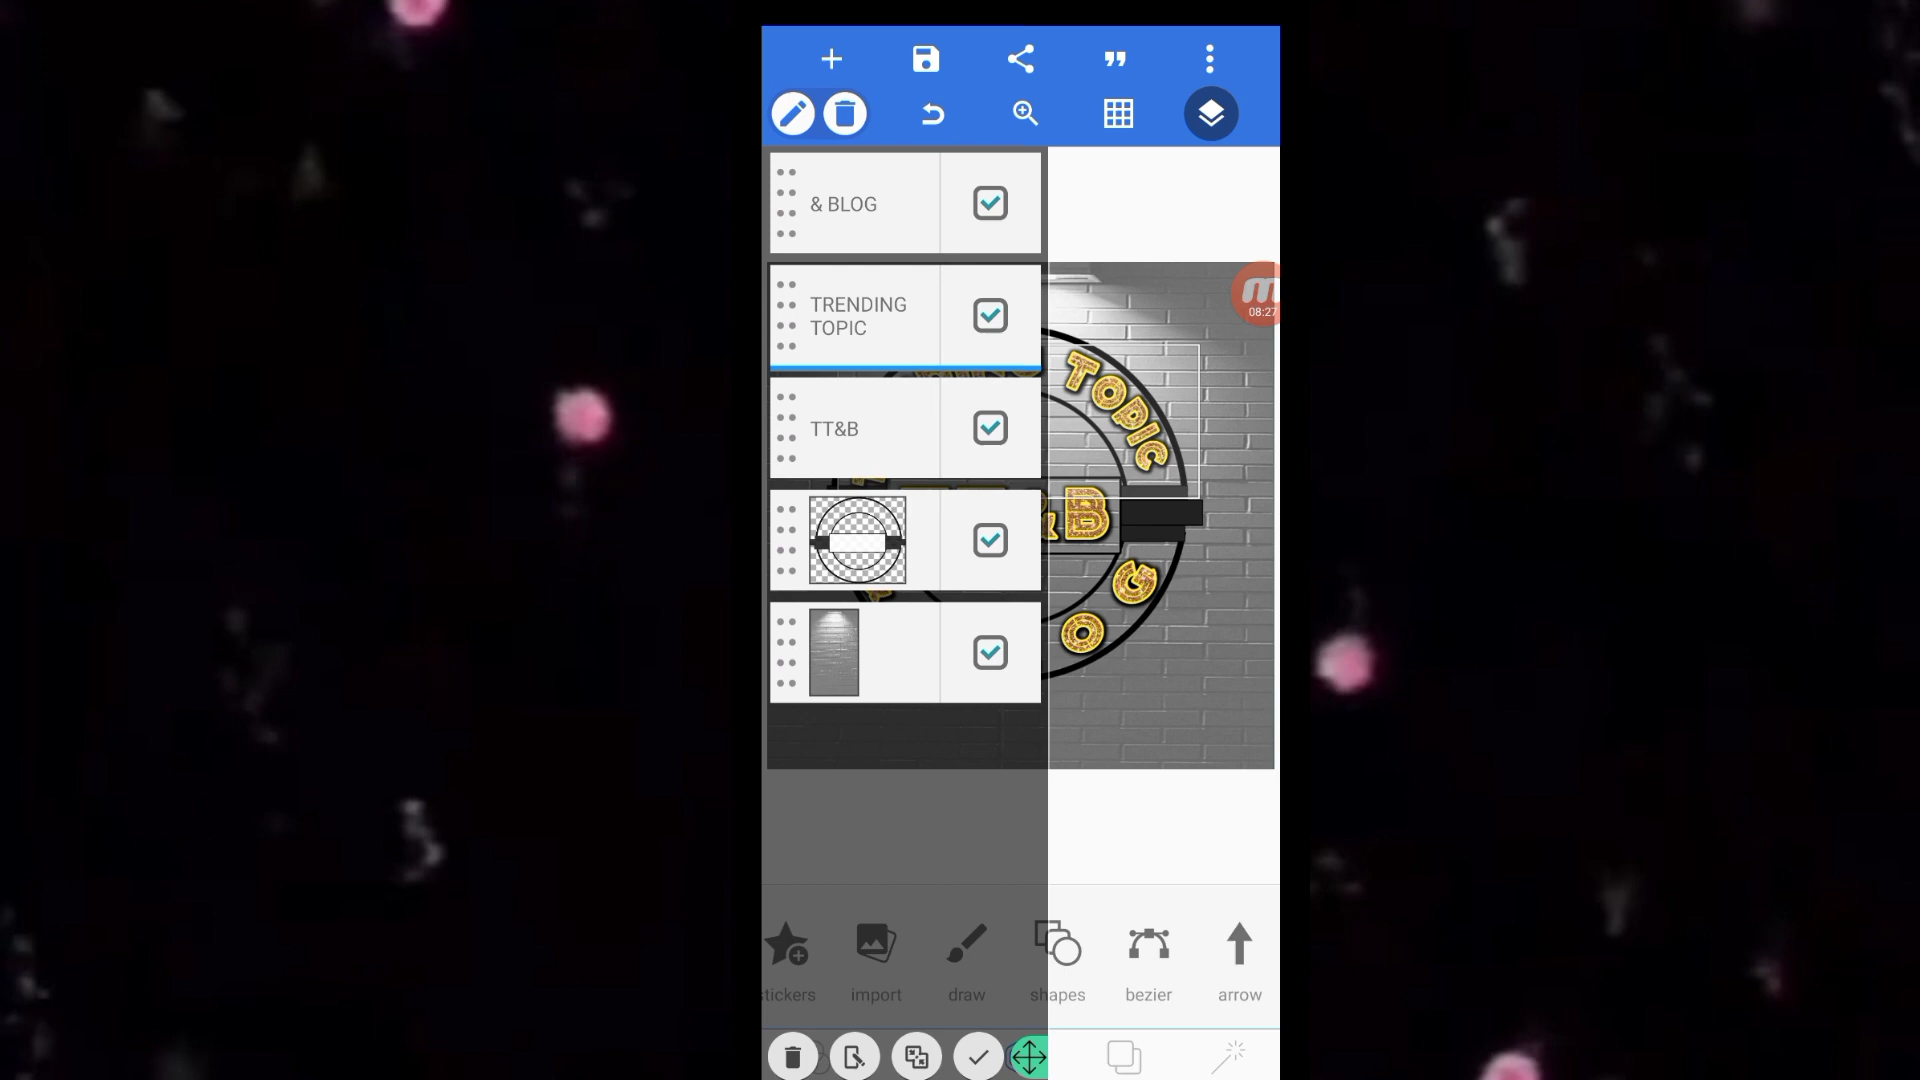 & BLOG
TRENDING
TOPIC
TT&B
TOPIC
&B
G
O
08:27
stickers
import
draw
shapes
bezier
arrow